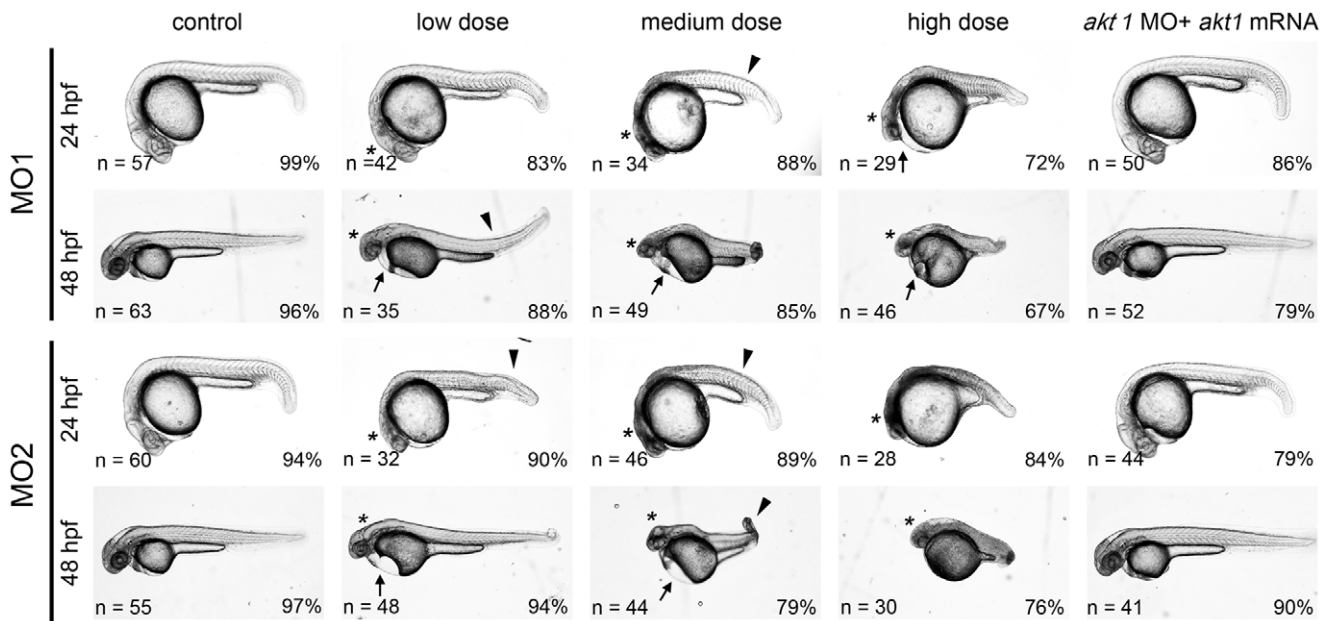 control low dose medium dose high dose akt 1 MO+ akt1 mRNA
MO1
24 hpf
* * *
n = 57 99% n =42 83% n = 34 88% n = 29 72% n = 50 86%
48 hpf
* * *
n = 63 96% n = 35 88% n = 49 85% n = 46 67% n = 52 79%
MO2
24 hpf
* * *
n = 60 94% n = 32 90% n = 46 89% n = 28 84% n = 44 79%
48 hpf
* * *
n = 55 97% n = 48 94% n = 44 79% n = 30 76% n = 41 90%